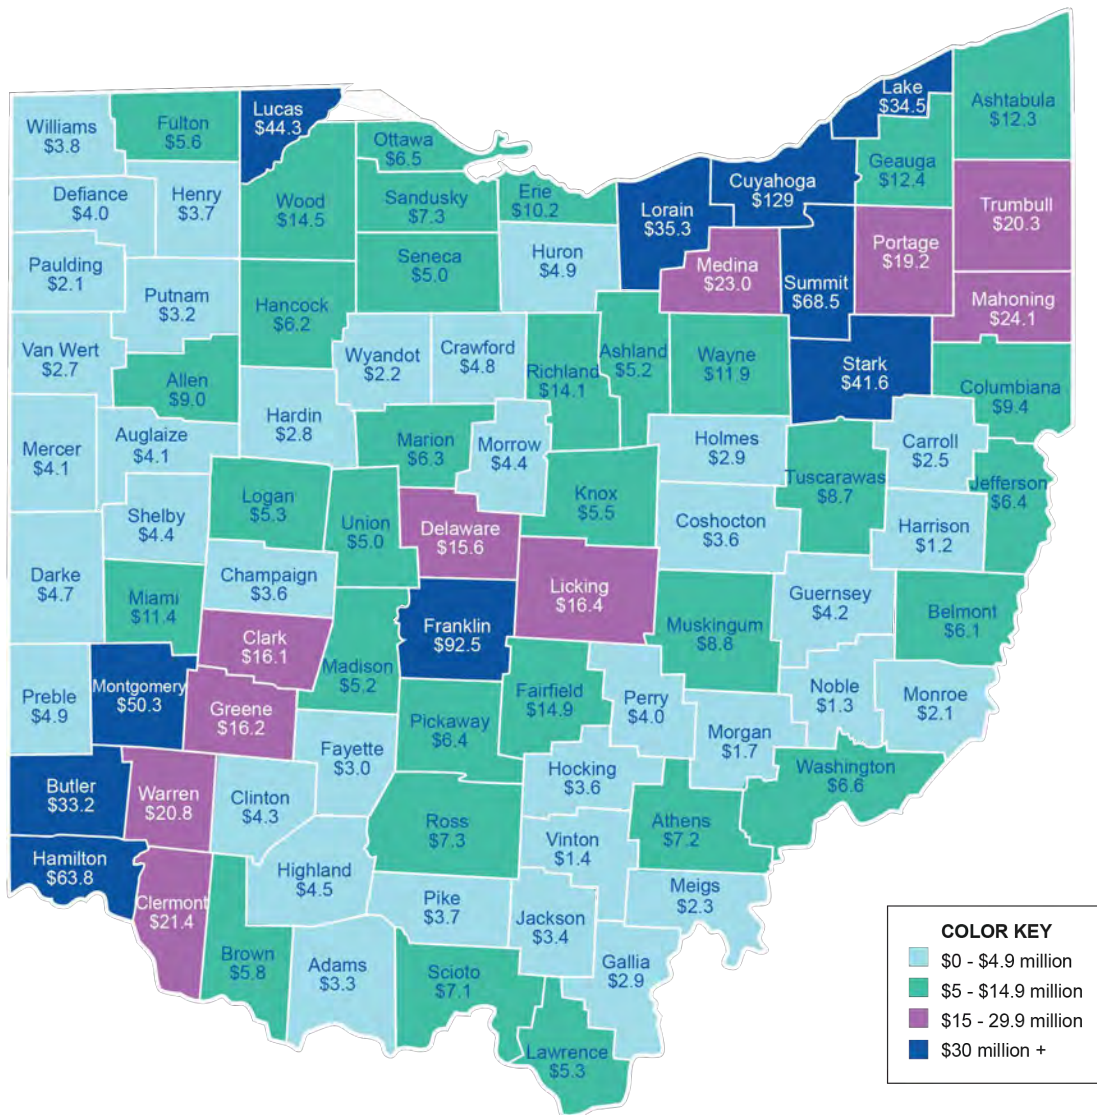 Lake
$34.5
Ashtabula
$12.3
Lucas
$44.3
Williams
$3.8
Fulton
$5.6
Ottawa
$6.5
Geauga
$12.4
Defiance
$4.0
Henry
$3.7
Wood
$14.5
Sandusky
$7.3
Erie
$10.2
Cuyahoga
$129
Lorain
$35.3
Trumbull
$20.3
Portage
$19.2
Paulding
$2.1
Seneca
$5.0
Huron
$4.9
Medina
$23.0
Summit
$68.5
Mahoning
$24.1
Putnam
$3.2
Hancock
$6.2
Van Wert
$2.7
Allen
$9.0
Wyandot
$2.2
Crawford
$4.8
Richland
$14.1
Ashland
$5.2
Wayne
$11.9
Stark
$41.6
Columbiana
$9.4
Mercer
$4.1
Auglaize
$4.1
Hardin
$2.8
Marion
$6.3
Morrow
$4.4
Holmes
$2.9
Carroll
$2.5
Tuscarawas
$8.7
Jefferson
$6.4
Shelby
$4.4
Logan
$5.3
Union
$5.0
Delaware
$15.6
Knox
$5.5
Coshocton
$3.6
Harrison
$1.2
Darke
$4.7
Miami
$11.4
Champaign
$3.6
Licking
$16.4
Guernsey
$4.2
Belmont
$6.1
Clark
$16.1
Franklin
$92.5
Muskingum
$8.8
Madison
$5.2
Preble
$4.9
Montgomery
$50.3
Greene
$16.2
Fairfield
$14.9
Perry
$4.0
Noble
$1.3
Monroe
$2.1
Pickaway
$6.4
Morgan
$1.7
Fayette
$3.0
Hocking
$3.6
Washington
$6.6
Butler
$33.2
Warren
$20.8
Clinton
$4.3
Ross
$7.3
Athens
$7.2
Vinton
$1.4
Hamilton
$63.8
Highland
$4.5
Meigs
$2.3
Clermont
$21.4
Pike
$3.7
Jackson
$3.4
Brown
$5.8
Adams
$3.3
Scioto
$7.1
Gallia
$2.9
Lawrence
$5.3
COLOR KEY
$0 - $4.9 million
$5 - $14.9 million
$15 - 29.9 million
$30 million +